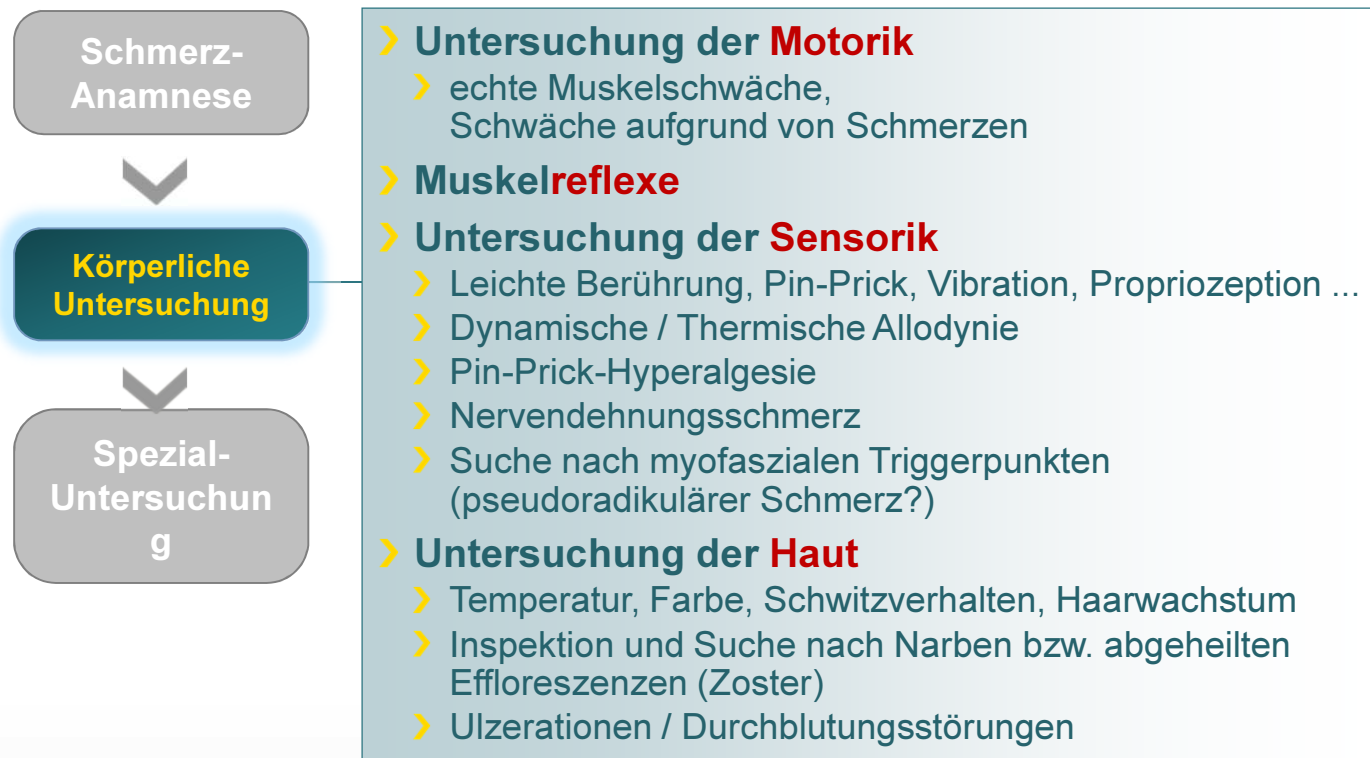 Schmerz-
Anamnese
Körperliche
Untersuchung
Spezial-
Untersuchun
g
Untersuchung der Motorik
echte Muskelschwäche,
Schwäche aufgrund von Schmerzen
Muskelreflexe
Untersuchung der Sensorik
Leichte Berührung, Pin-Prick, Vibration, Propriozeption ...
Dynamische / Thermische Allodynie
Pin-Prick-Hyperalgesie
Nervendehnungsschmerz
Suche nach myofaszialen Triggerpunkten
(pseudoradikulärer Schmerz?)
Untersuchung der Haut
Temperatur, Farbe, Schwitzverhalten, Haarwachstum
Inspektion und Suche nach Narben bzw. abgeheilten
Effloreszenzen (Zoster)
Ulzerationen / Durchblutungsstörungen